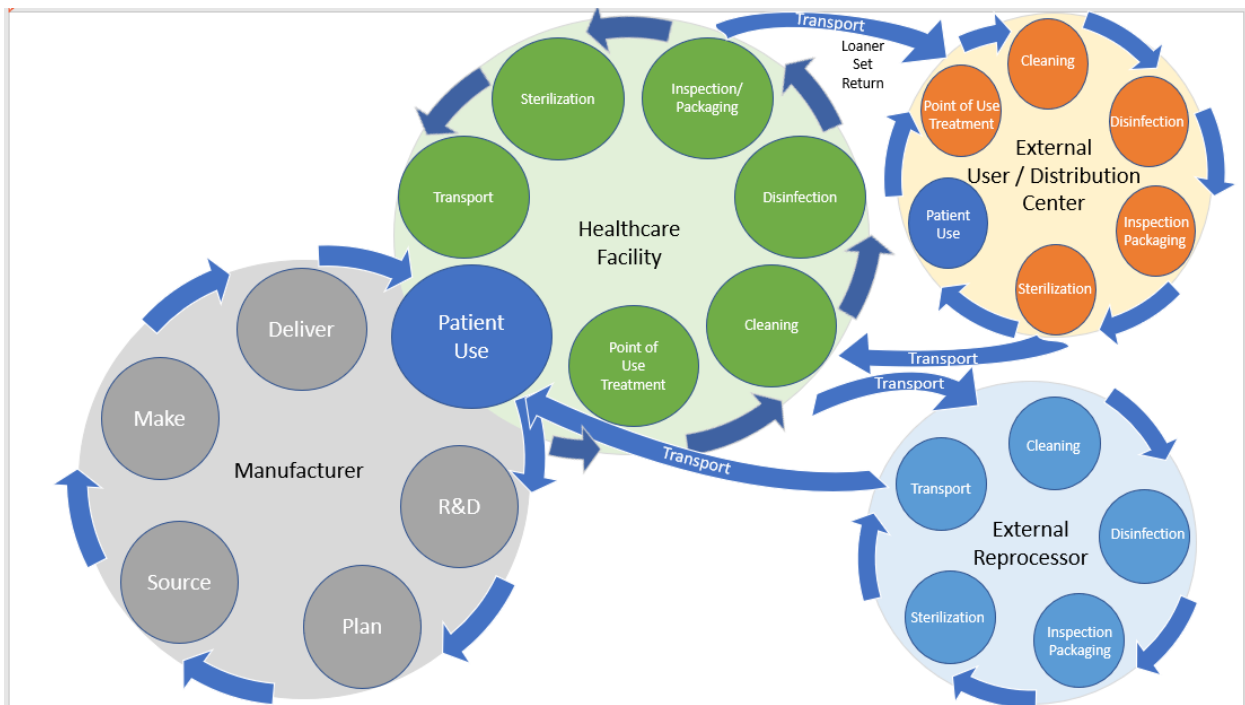 Transport
Loaner
Set
Return
Inspection/
Packaging
Sterilization
Transport
Disinfection
Healthcare
Facility
Cleaning
Point of
Use
Treatment
Patient
Use
Cleaning
Point of Use
Treatment
Disinfection
External
User / Distribution
Center
Patient
Use
Inspection
Packaging
Sterilization
Transport
Transport
Transport
Deliver
Make
Manufacturer
R&D
Source
Plan
Cleaning
Transport
Disinfection
External
Reprocessor
Sterilization
Inspection
Packaging